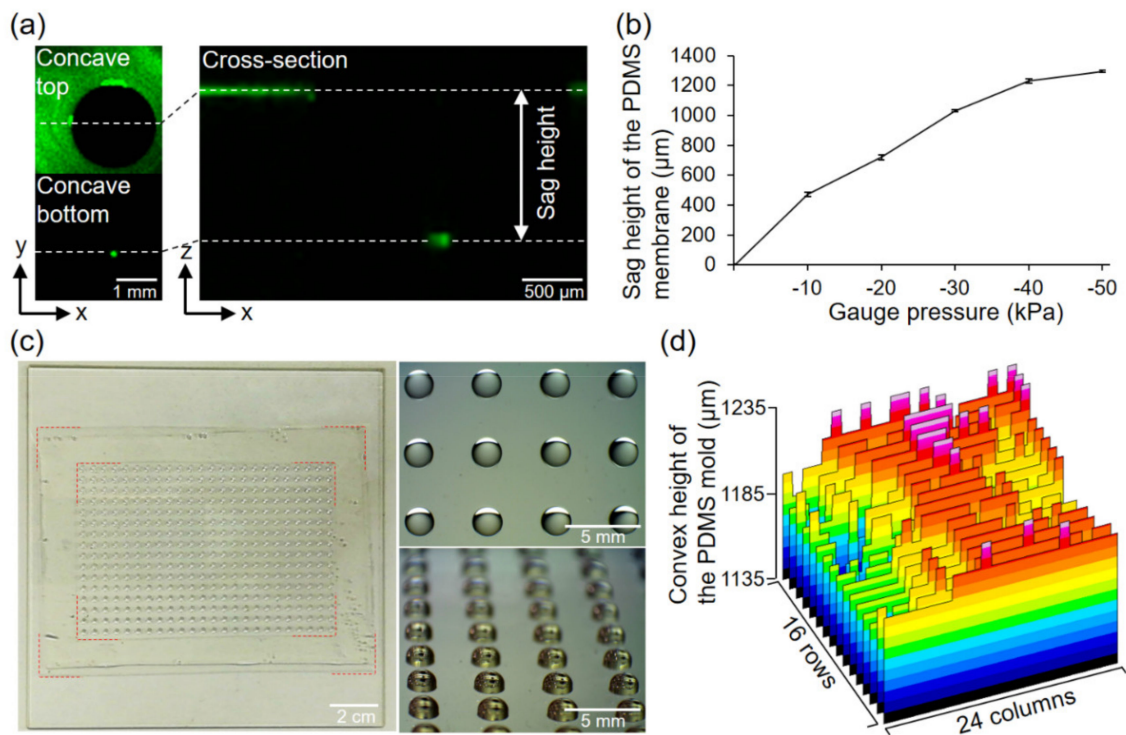 (a)
Concave
top
Concave
bottom
y
x
1 mm
Cross-section
Sag height
z
x
500 µm
(b)
Sag height of the PDMS
membrane (µm)
1400
1200
1000
800
600
400
200
0
-10
-20
-30
-40
-50
Gauge pressure (kPa)
(c)
2 cm
5 mm
5 mm
(d)
Convex height of
the PDMS mold (µm)
1235
1185
1135
16 rows
24 columns